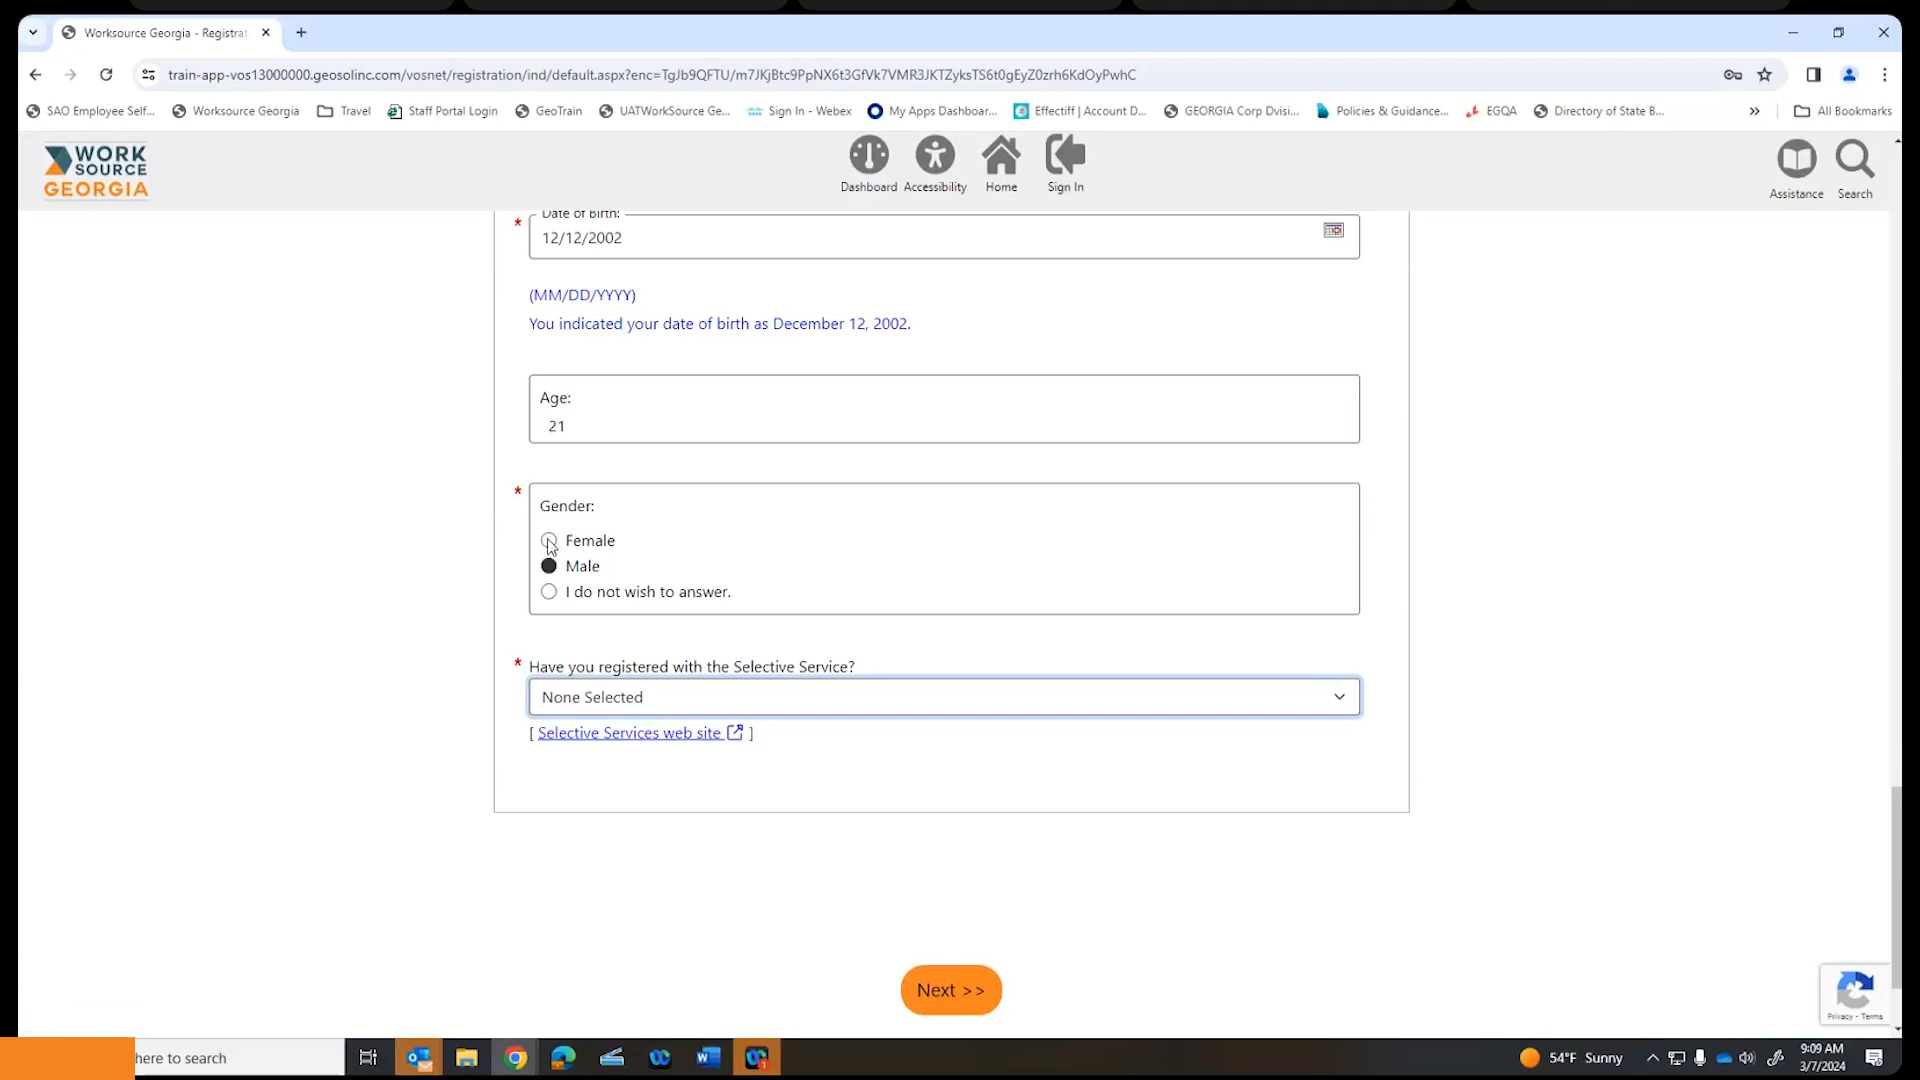 Worksource Georgia - Registrat
train-app-vos13000000.geosolinc.com/vosnet/registration/ind/default.aspx?enc=TgJb9QFTU/m7JKjBtc9PpNX6t3GfVk7VMR3JKTZyksTS6t0gEyZ0zrh6KdOyPwhC
SAO Employee Self... Worksource Georgia Travel Staff Portal Login GeoTrain UATWorkSource Ge... Sign In - Webex My Apps Dashboar... Effectiff | Account D... GEORGIA Corp Dvisi... Policies & Guidance... EGQA Directory of State B... » All Bookmarks
WORK
SOURCE
GEORGIA
Dashboard Accessibility Home Sign In
Assistance Search
* Date of Birth:
12/12/2002
(MM/DD/YYYY)
You indicated your date of birth as December 12, 2002.
Age:
21
* Gender:
Female
Male
I do not wish to answer.
* Have you registered with the Selective Service?
None Selected
[ Selective Services web site ]
Next >>
Privacy - Terms
here to search
54°F Sunny
9:09 AM
3/7/2024